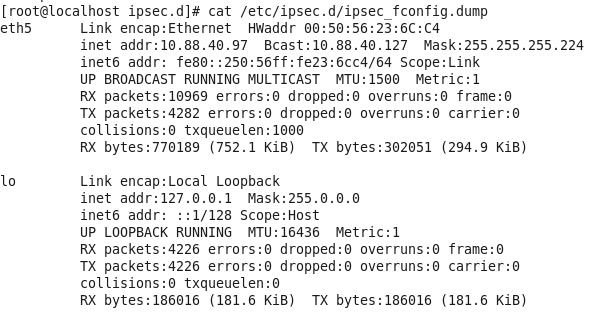 [root@localhost ipsec.d]# cat /etc/ipsec.d/ipsec_fconfig.dump
eth5      Link encap:Ethernet  HWaddr 00:50:56:23:6C:C4
          inet addr:10.88.40.97  Bcast:10.88.40.127  Mask:255.255.255.224
          inet6 addr: fe80::250:56ff:fe23:6cc4/64 Scope:Link
          UP BROADCAST RUNNING MULTICAST  MTU:1500  Metric:1
          RX packets:10969 errors:0 dropped:0 overruns:0 frame:0
          TX packets:4282 errors:0 dropped:0 overruns:0 carrier:0
          collisions:0 txqueuelen:1000
          RX bytes:770189 (752.1 KiB)  TX bytes:302051 (294.9 KiB)

lo        Link encap:Local Loopback
          inet addr:127.0.0.1  Mask:255.0.0.0
          inet6 addr: ::1/128 Scope:Host
          UP LOOPBACK RUNNING  MTU:16436  Metric:1
          RX packets:4226 errors:0 dropped:0 overruns:0 frame:0
          TX packets:4226 errors:0 dropped:0 overruns:0 carrier:0
          collisions:0 txqueuelen:0
          RX bytes:186016 (181.6 KiB)  TX bytes:186016 (181.6 KiB)